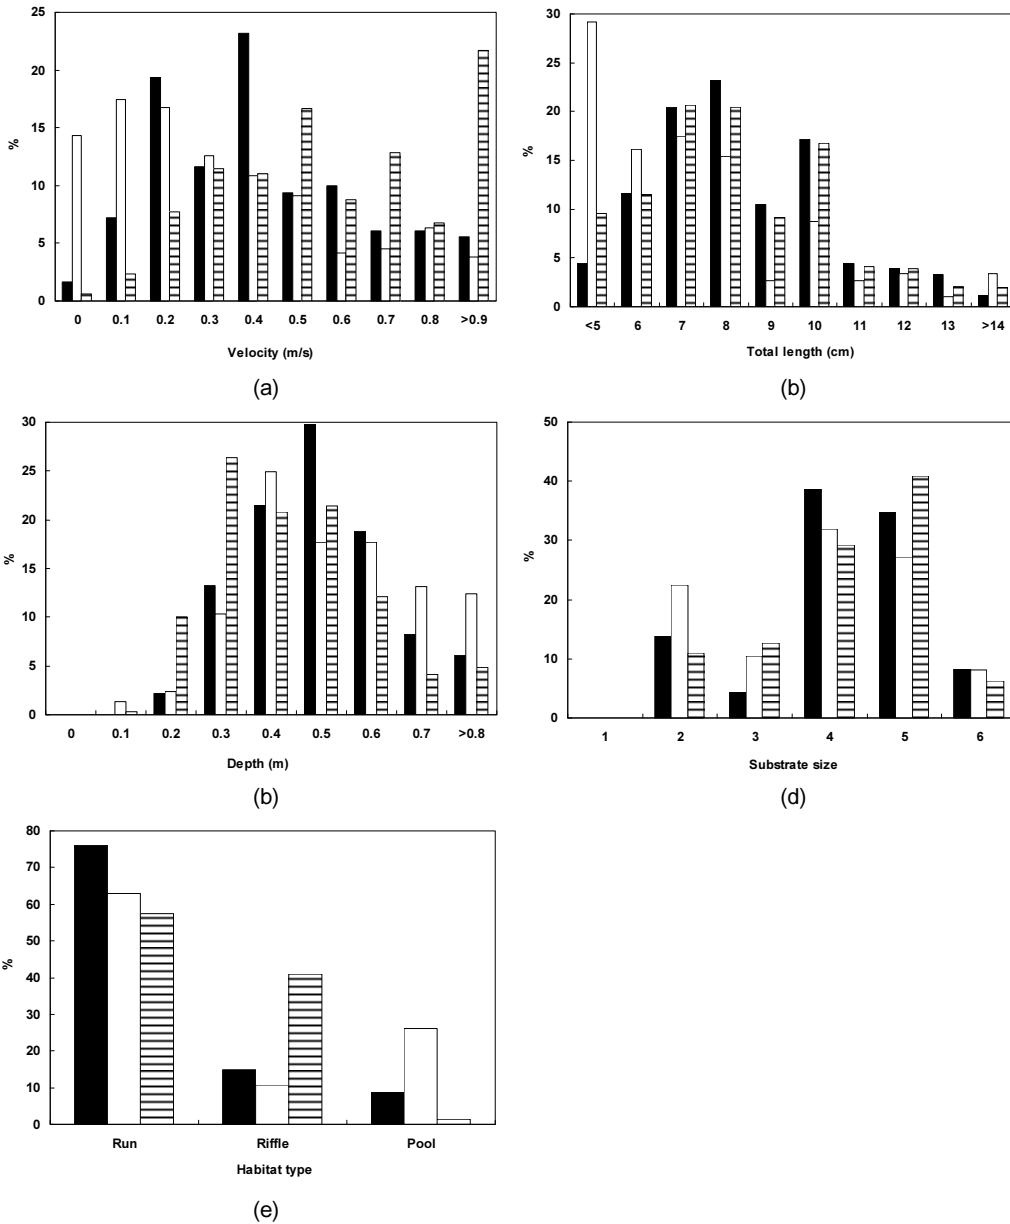 25
20
15
10
5
0
%
0 0.1 0.2 0.3 0.4 0.5 0.6 0.7 0.8 >0.9
Velocity (m/s)
(a)
30
25
20
15
10
5
0
%
<5 6 7 8 9 10 11 12 13 >14
Total length (cm)
(b)
30
25
20
15
10
5
0
%
0 0.1 0.2 0.3 0.4 0.5 0.6 0.7 >0.8
Depth (m)
(b)
50
40
30
20
10
0
%
1 2 3 4 5 6
Substrate size
(d)
80
70
60
50
40
30
20
10
0
%
Run Riffle Pool
Habitat type
(e)